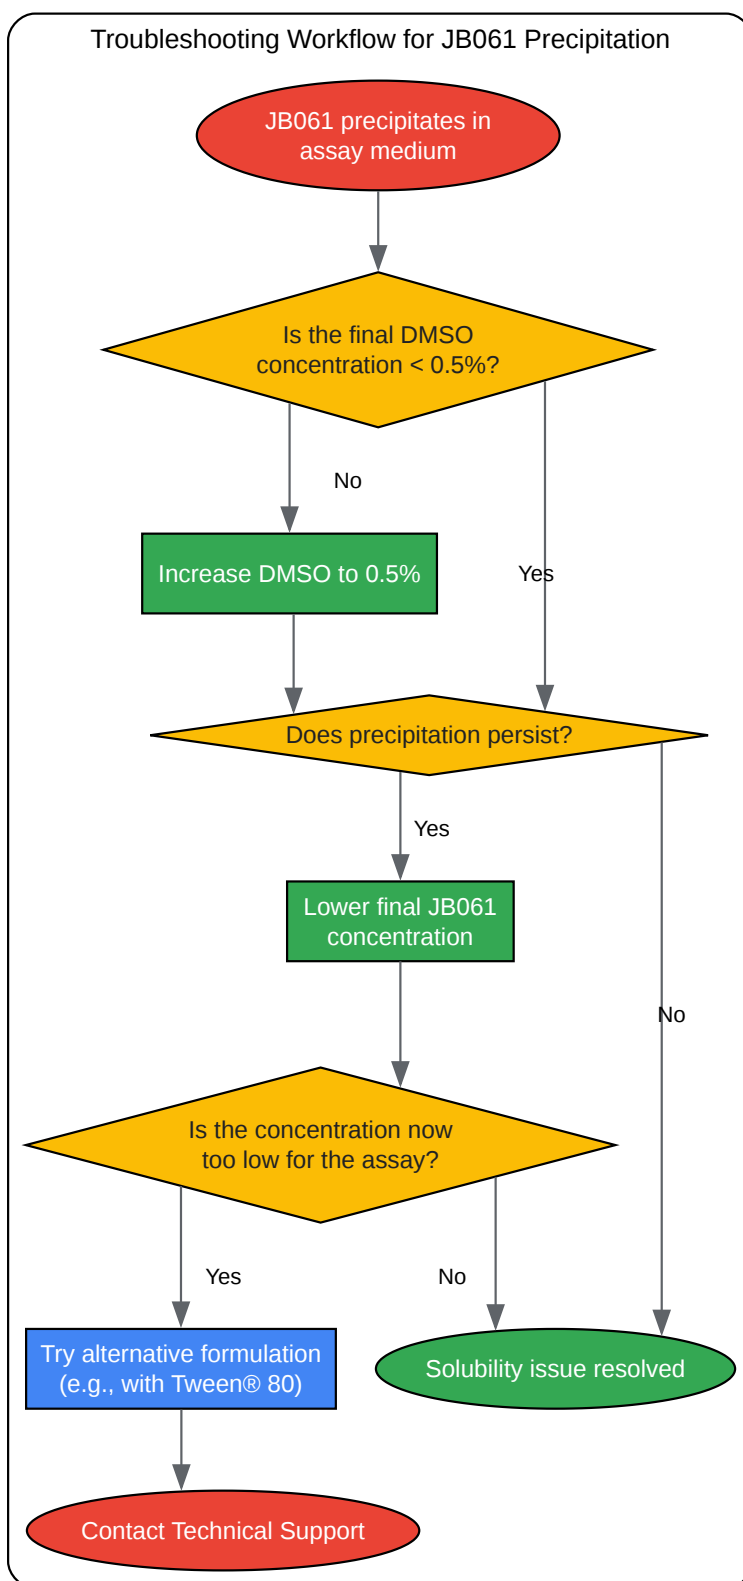 Troubleshooting Workflow for JB061 Precipitation
JB061 precipitates in
assay medium
Is the final DMSO
concentration < 0.5%?
No
Increase DMSO to 0.5%
Yes
Does precipitation persist?
Yes
Lower final JB061
concentration
No
Is the concentration now
too low for the assay?
Yes
No
Try alternative formulation
(e.g., with Tween® 80)
Solubility issue resolved
Contact Technical Support